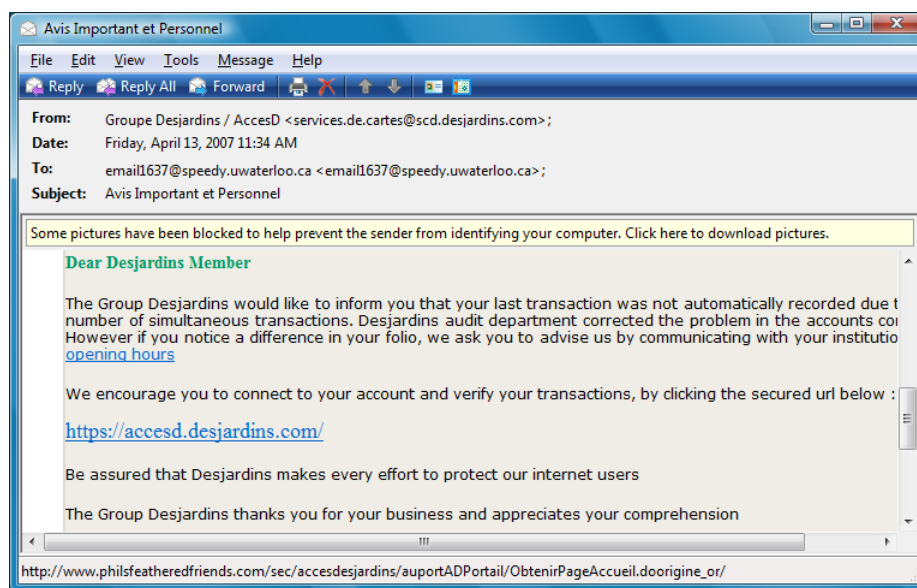 Avis Important et Personnel
File Edit View Tools Message Help
Reply Reply All Forward
From: Groupe Desjardins / AccesD <services.de.cartes@scd.desjardins.com>;
Date: Friday, April 13, 2007 11:34 AM
To: email1637@speedy.uwaterloo.ca <email1637@speedy.uwaterloo.ca>;
Subject: Avis Important et Personnel
Some pictures have been blocked to help prevent the sender from identifying your computer. Click here to download pictures.
Dear Desjardins Member
The Group Desjardins would like to inform you that your last transaction was not automatically recorded due t
number of simultaneous transactions. Desjardins audit department corrected the problem in the accounts co
However if you notice a difference in your folio, we ask you to advise us by communicating with your institutio
opening hours
We encourage you to connect to your account and verify your transactions, by clicking the secured url below :
https://accesd.desjardins.com/
Be assured that Desjardins makes every effort to protect our internet users
The Group Desjardins thanks you for your business and appreciates your comprehension
http://www.philsfeatheredfriends.com/sec/accesdesjardins/auportADPortail/ObtenirPageAccueil.doorigine_or/